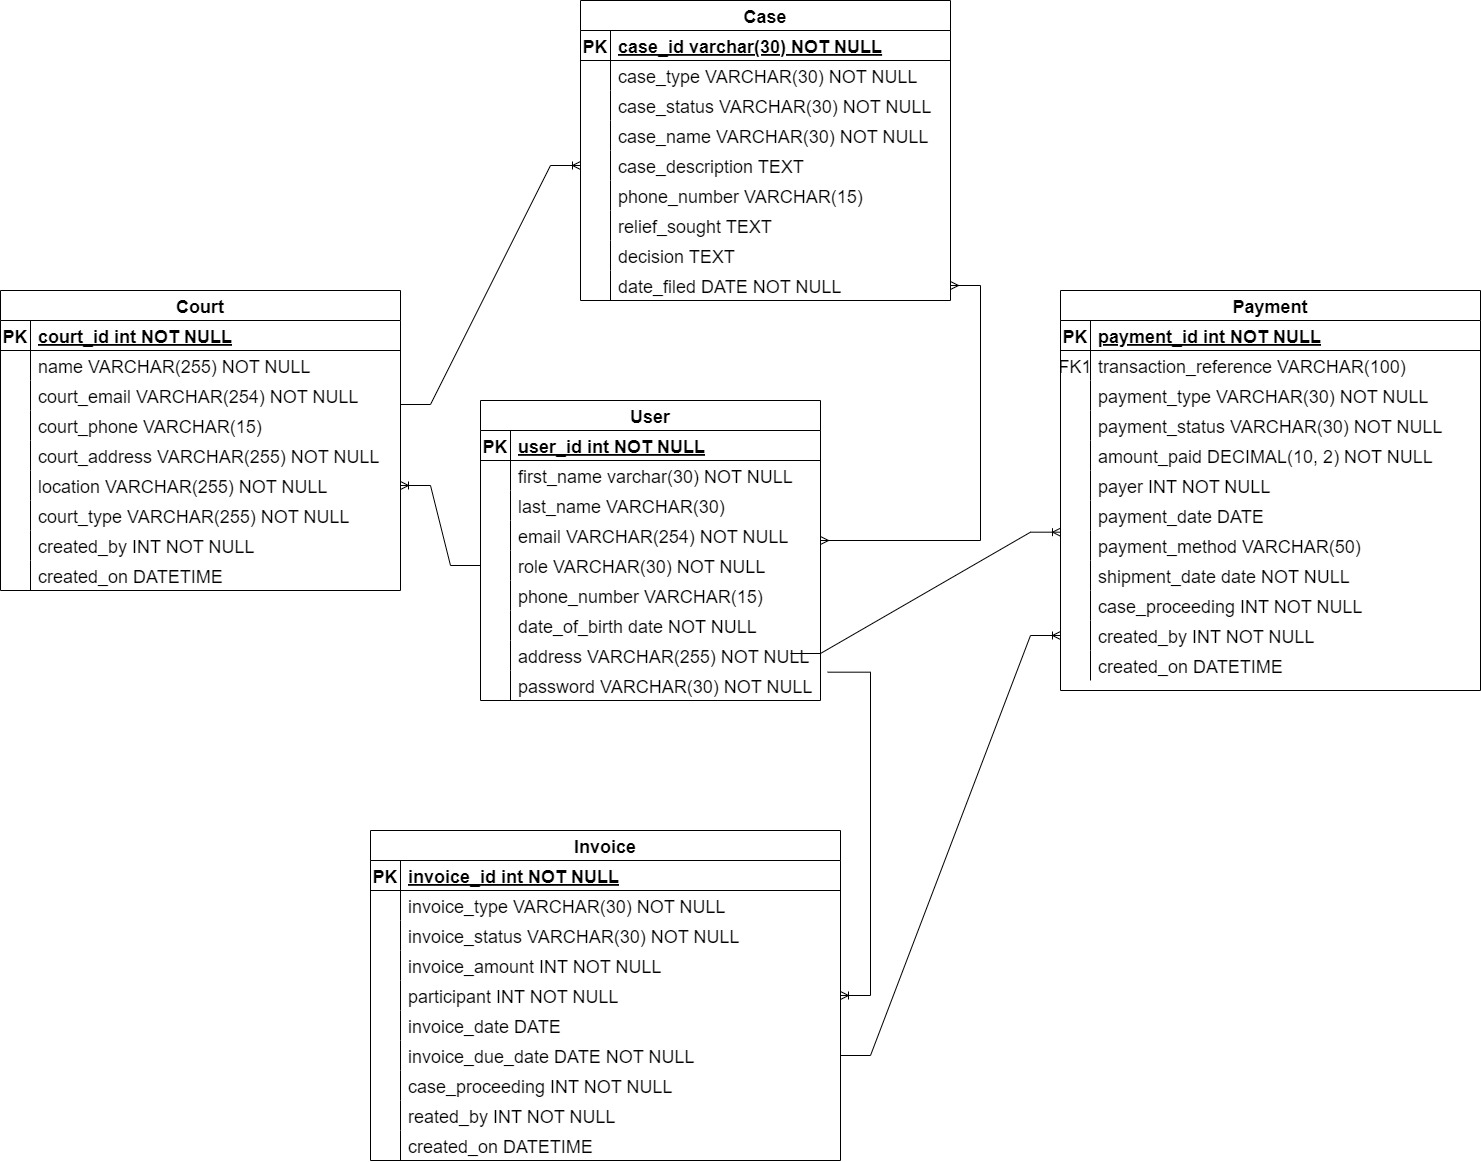 Case
PK case_id varchar(30) NOT NULL
case_type VARCHAR(30) NOT NULL
case_status VARCHAR(30) NOT NULL
case_name VARCHAR(30) NOT NULL
case_description TEXT
phone_number VARCHAR(15)
relief_sought TEXT
decision TEXT
date_filed DATE NOT NULL
Court
PK court_id int NOT NULL
name VARCHAR(255) NOT NULL
court_email VARCHAR(254) NOT NULL
court_phone VARCHAR(15)
court_address VARCHAR(255) NOT NULL
location VARCHAR(255) NOT NULL
court_type VARCHAR(255) NOT NULL
created_by INT NOT NULL
created_on DATETIME
User
PK user_id int NOT NULL
first_name varchar(30) NOT NULL
last_name VARCHAR(30)
email VARCHAR(254) NOT NULL
role VARCHAR(30) NOT NULL
phone_number VARCHAR(15)
date_of_birth date NOT NULL
address VARCHAR(255) NOT NULL
password VARCHAR(30) NOT NULL
Payment
PK payment_id int NOT NULL
FK1 transaction_reference VARCHAR(100)
payment_type VARCHAR(30) NOT NULL
payment_status VARCHAR(30) NOT NULL
amount_paid DECIMAL(10, 2) NOT NULL
payer INT NOT NULL
payment_date DATE
payment_method VARCHAR(50)
shipment_date date NOT NULL
case_proceeding INT NOT NULL
created_by INT NOT NULL
created_on DATETIME
Invoice
PK invoice_id int NOT NULL
invoice_type VARCHAR(30) NOT NULL
invoice_status VARCHAR(30) NOT NULL
invoice_amount INT NOT NULL
participant INT NOT NULL
invoice_date DATE
invoice_due_date DATE NOT NULL
case_proceeding INT NOT NULL
reated_by INT NOT NULL
created_on DATETIME